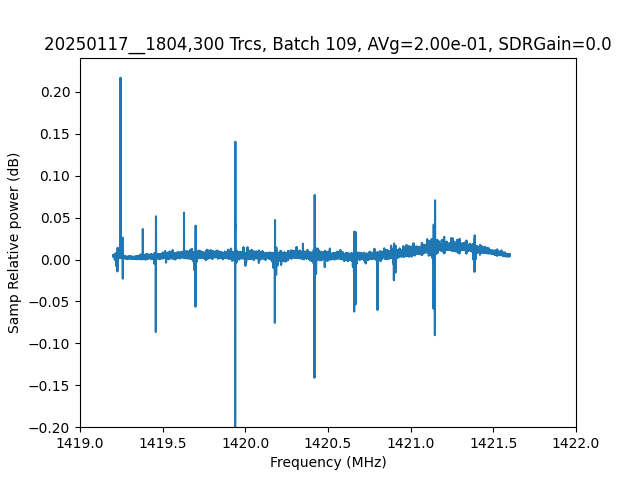 20250117__1804,300 Trcs, Batch 109, AVg=2.00e-01, SDRGain=0.0
0.20
0.15
0.10
0.05
0.00
−0.05
−0.10
−0.15
−0.20
Samp Relative power (dB)
1419.0 1419.5 1420.0 1420.5 1421.0 1421.5 1422.0
Frequency (MHz)